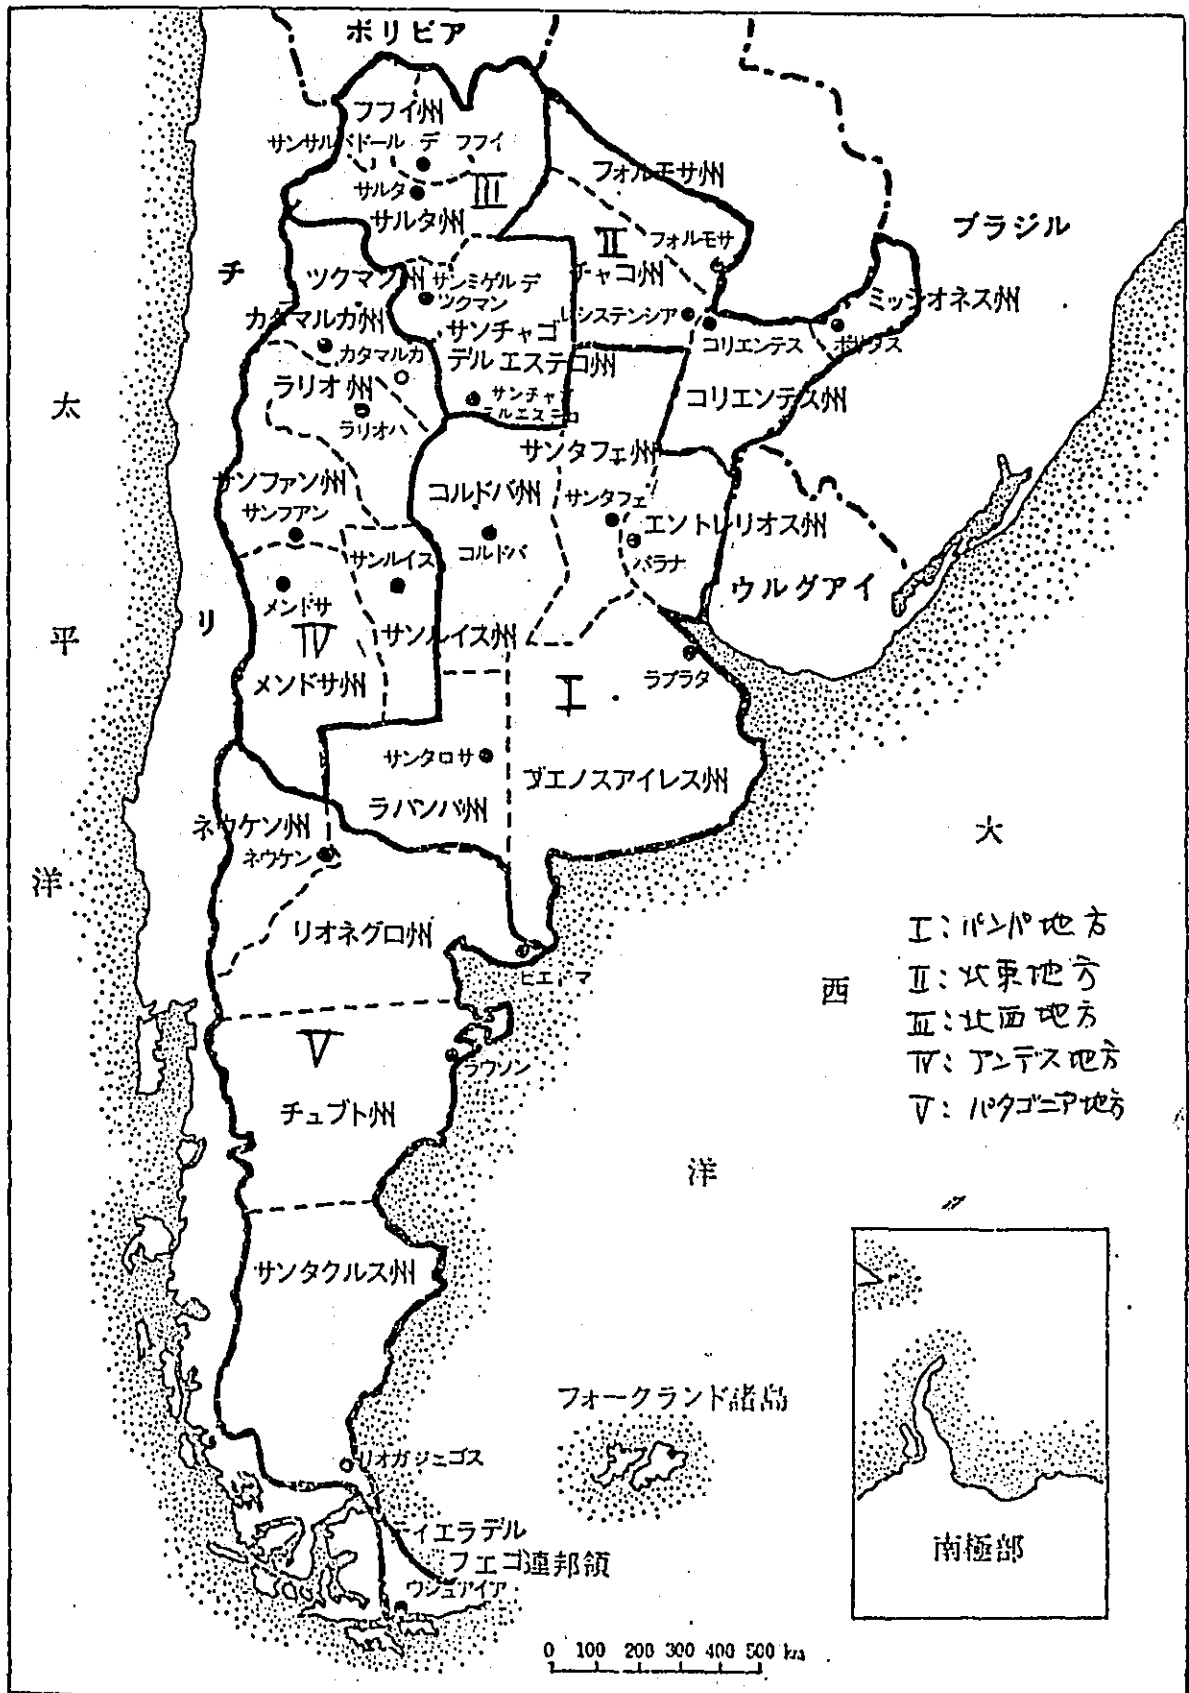 ボリビア
フフイ州
サンサルバドール デ フフイ
サルタ
III
サルタ州
フォルモサ州
II
フォルモサ
ブラジル
チ
リ
ツクマン州
サンミゲルデ
ツクマン
チャコ州
レシステンシア
ミッシオネス州
カタマルカ州
カタマルカ
サンチャゴ
デル エステロ州
コリエンテス
ポサダス
ラリオ州
ラリオハ
サンチャゴ
デルエステロ
コリエンテス州
太
平
洋
サンタフェ州
サンファン州
サンフアン
コルドバ州
コルドバ
サンタフェ
エントレリオス州
パラナ
サンルイス
ウルグアイ
メンドサ
IV
サンルイス州
メンドサ州
I
ラプラタ
サンタロサ
ブエノスアイレス州
ラパンパ州
ネウケン州
ネウケン
大
西
洋
リオネグロ州
ビエドマ
I:パンパ地方
II:北東地方
III:北西地方
IV:アンデス地方
V:パタゴニア地方
V
ラウソン
チュブト州
サンタクルス州
フォークランド諸島
リオガジェゴス
ティエラデル
フェゴ連邦領
ウシュアイア
南極部
0 100 200 300 400 500 km